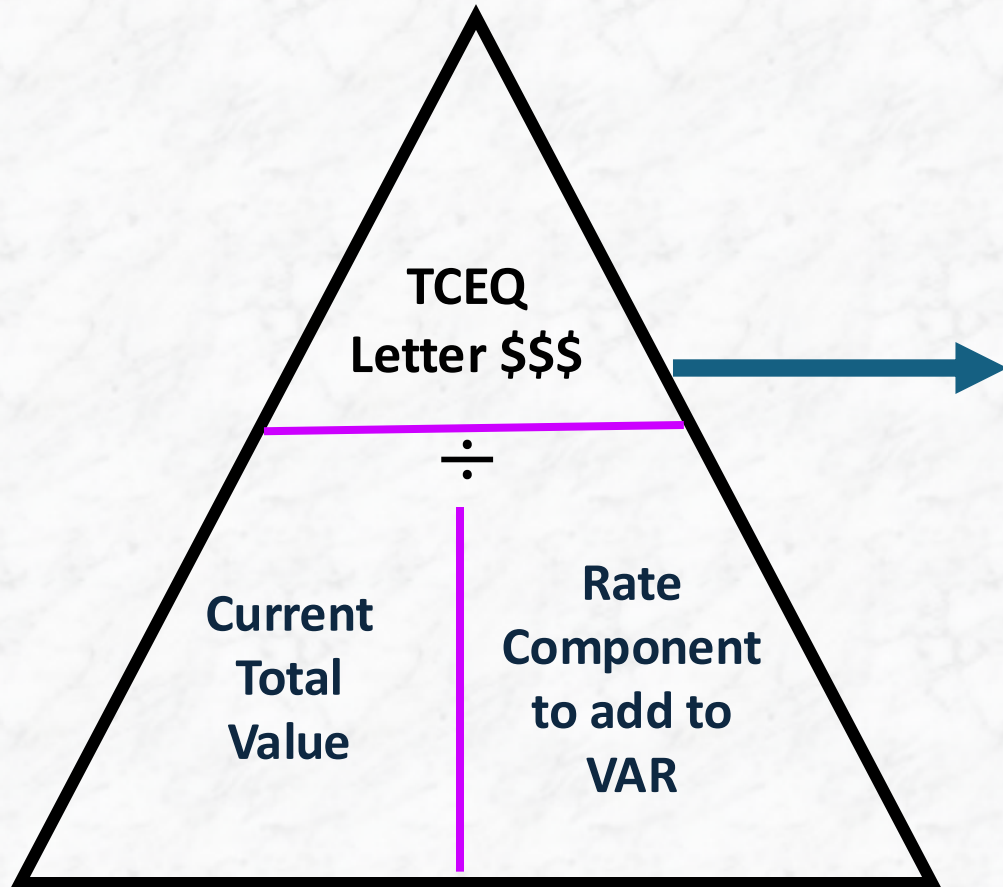 TCEQ
Letter $$$
÷
Current
Total
Value
Rate
Component
to add to
VAR